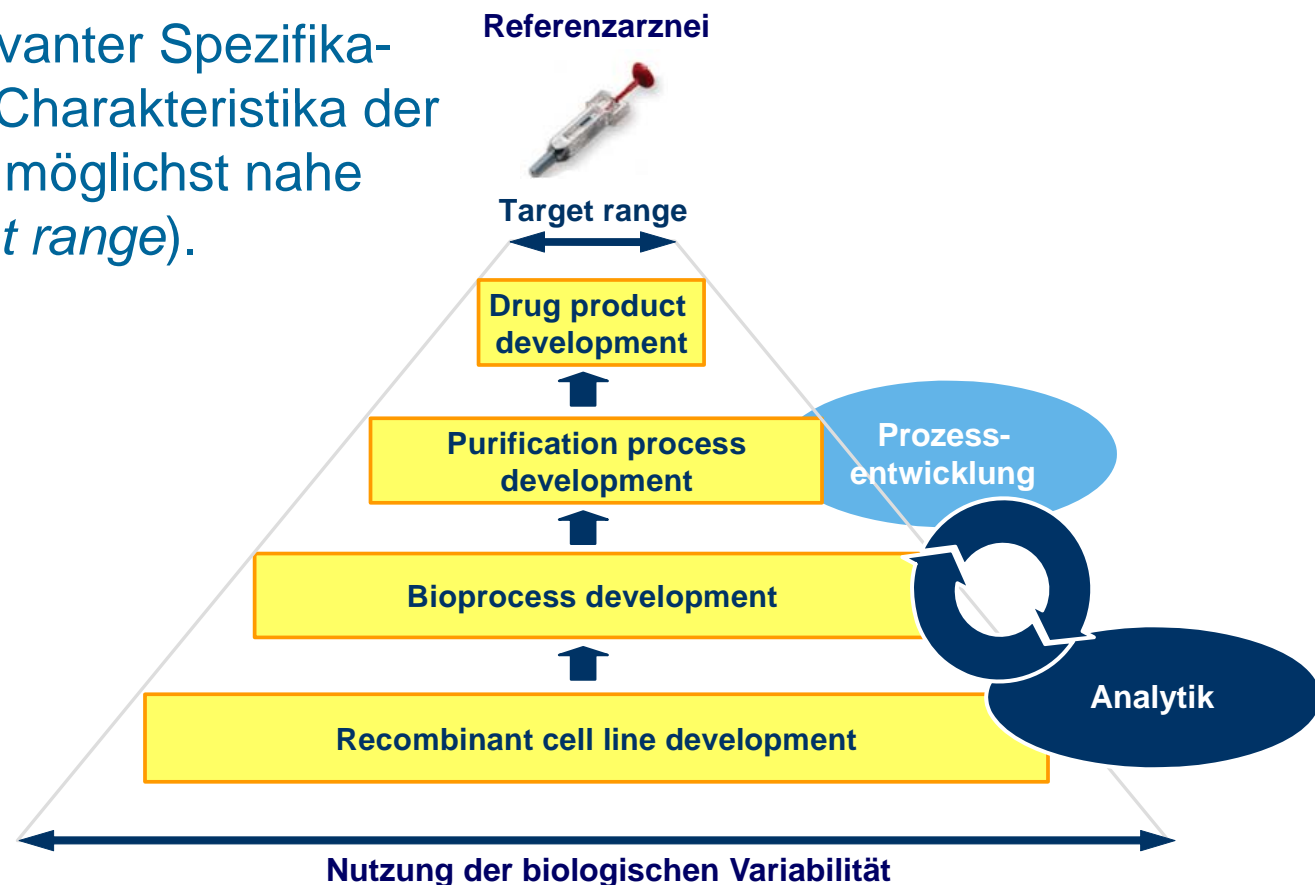 vanter Spezifika-
Charakteristika der
möglichst nahe
t range).
Referenzarznei
Target range
Drug product
development
Purification process
development
Prozess-
entwicklung
Bioprocess development
Analytik
Recombinant cell line development
Nutzung der biologischen Variabilität